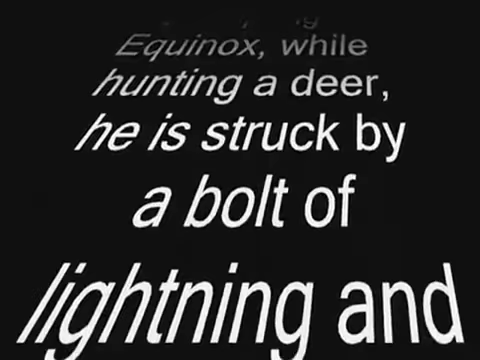 Equinox, while
hunting a deer,
he is struck by
a bolt of
lightning and